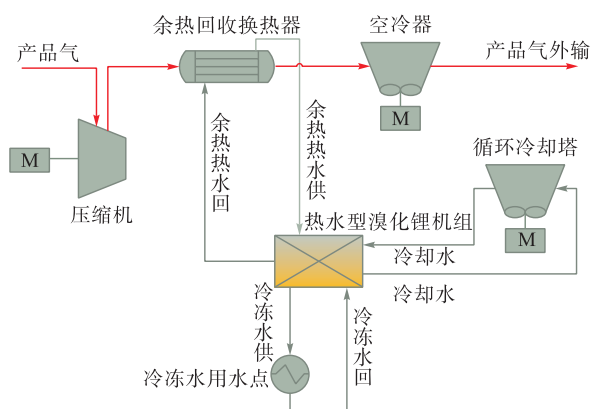 余热回收换热器
空冷器
产品气
产品气外输
M
余热热水回
余热热水供
循环冷却塔
M
压缩机
热水型溴化锂机组
M
冷却水
冷却水
冷冻水供
冷冻水回
冷冻水用水点